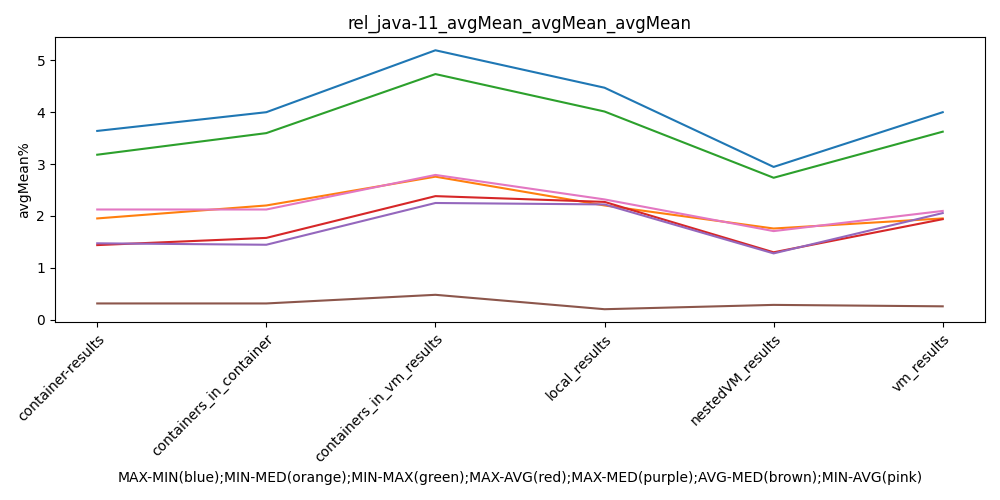 rel_java-11_avgMean_avgMean_avgMean
avgMean%
5
4
3
2
1
0
container-results
containers_in_container
containers_in_vm_results
local_results
nestedVM_results
vm_results
MAX-MIN(blue);MIN-MED(orange);MIN-MAX(green);MAX-AVG(red);MAX-MED(purple);AVG-MED(brown);MIN-AVG(pink)